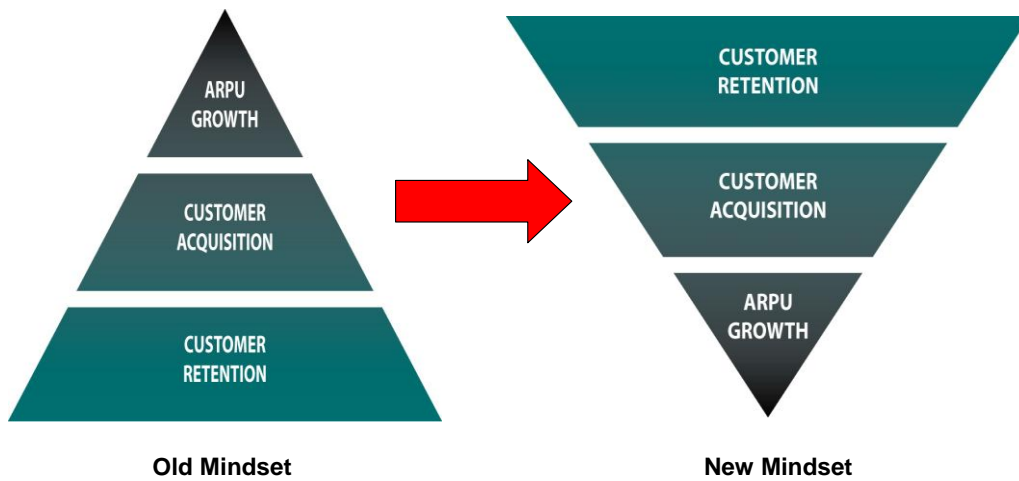 ARPU
GROWTH
CUSTOMER
ACQUISITION
CUSTOMER
RETENTION
Old Mindset
CUSTOMER
RETENTION
CUSTOMER
ACQUISITION
ARPU
GROWTH
New Mindset